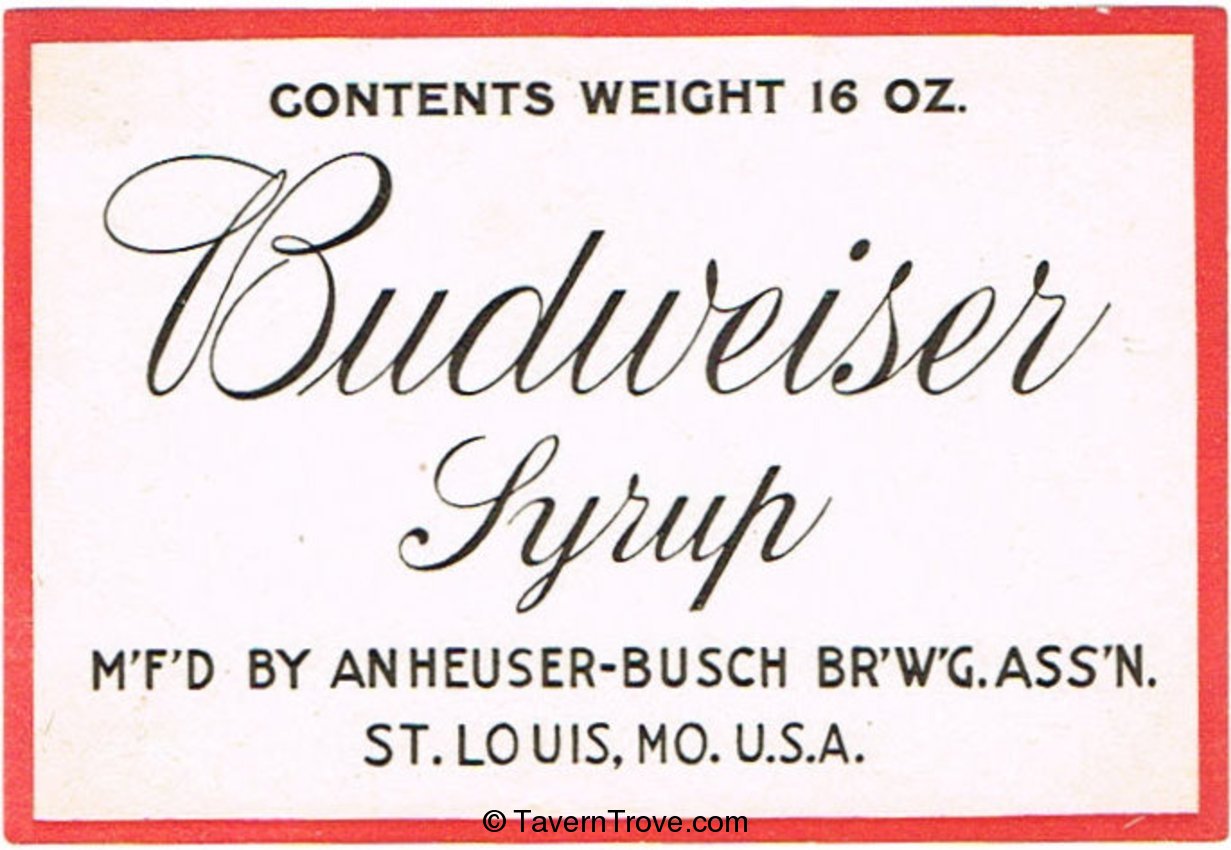 CONTENTS WEIGHT 16 OZ.
Budweiser
Syrup
M'F'D BY ANHEUSER-BUSCH BR'W'G. ASS'N.
ST. LOUIS, MO. U.S.A.
© TavernTrove.com